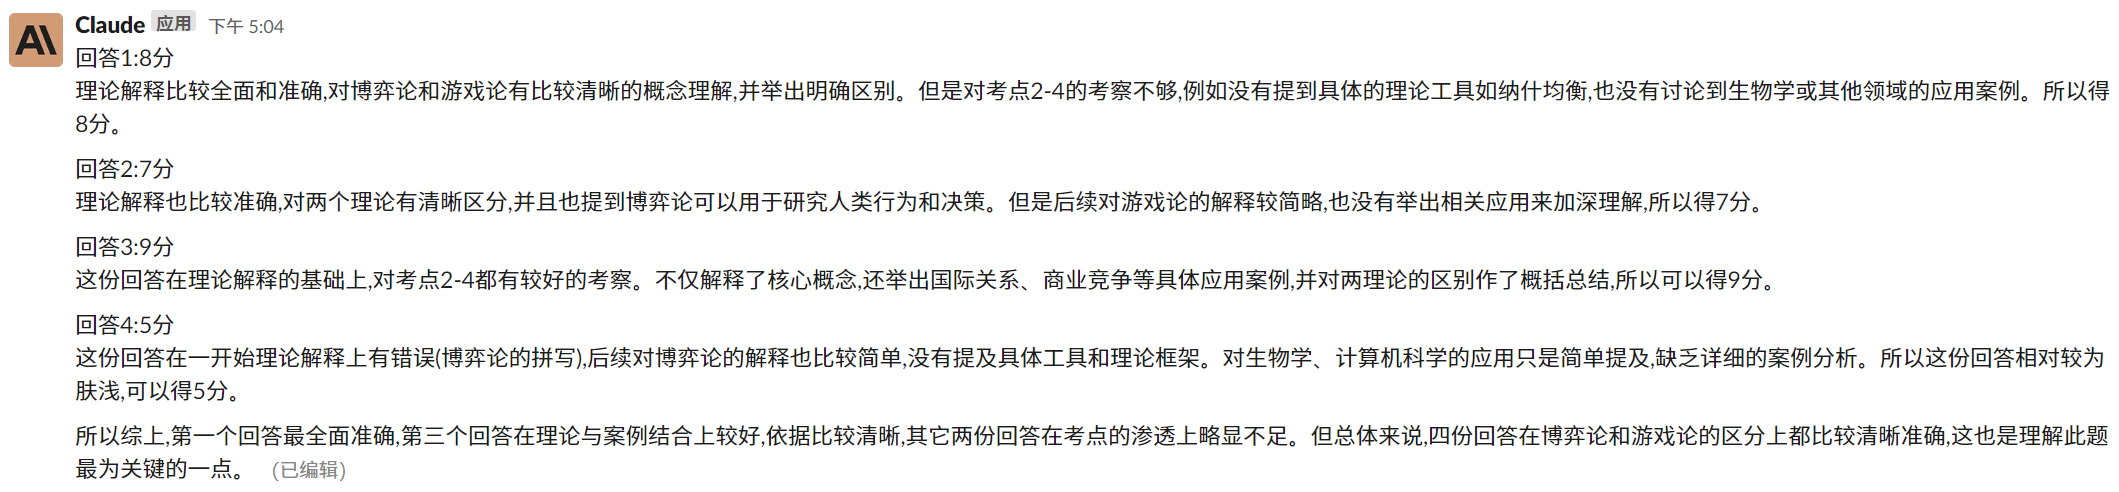 Claude 应用 下午 5:04
回答1:8分
理论解释比较全面和准确,对博弈论和游戏论有比较清晰的概念理解,并举出明确区别。但是对考点2-4的考察不够,例如没有提到具体的理论工具如纳什均衡,也没有讨论到生物学或其他领域的应用案例。所以得
8分。
回答2:7分
理论解释也比较准确,对两个理论有清晰区分,并且也提到博弈论可以用于研究人类行为和决策。但是后续对游戏论的解释较简略,也没有举出相关应用来加深理解,所以得7分。
回答3:9分
这份回答在理论解释的基础上,对考点2-4都有较好的考察。不仅解释了核心概念,还举出国际关系、商业竞争等具体应用案例,并对两理论的区别作了概括总结,所以可以得9分。
回答4:5分
这份回答在一开始理论解释上有错误(博弈论的拼写),后续对博弈论的解释也比较简单,没有提及具体工具和理论框架。对生物学、计算机科学的应用只是简单提及,缺乏详细的案例分析。所以这份回答相对较为
肤浅,可以得5分。
所以综上,第一个回答最全面准确,第三个回答在理论与案例结合上较好,依据比较清晰,其它两份回答在考点的渗透上略显不足。但总体来说,四份回答在博弈论和游戏论的区分上都比较清晰准确,这也是理解此题
最为关键的一点。 (已编辑)